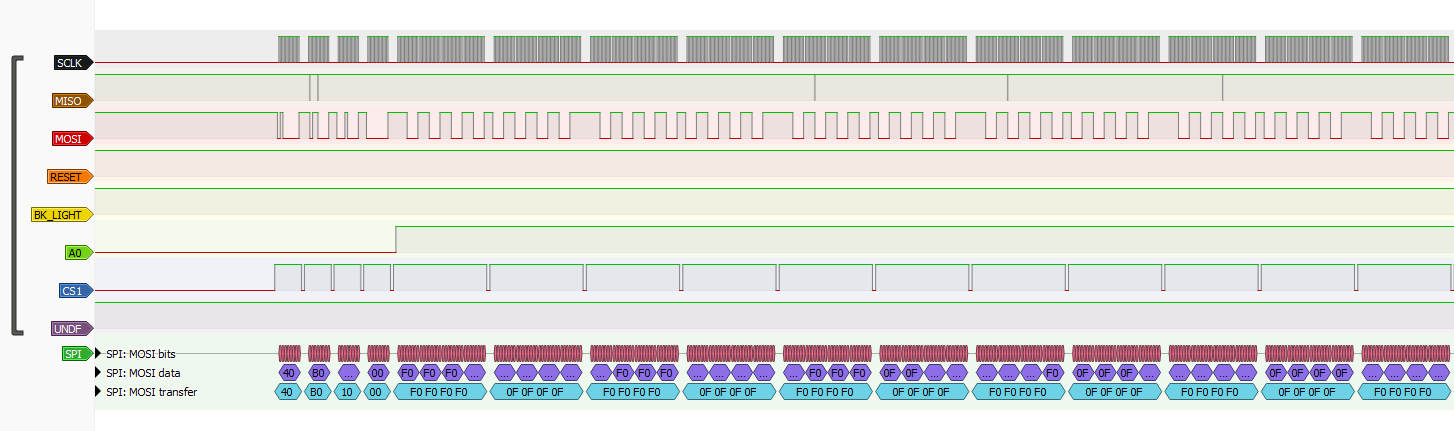 SCLK
MISO
MOSI
RESET
BK_LIGHT
A0
CS1
UNDF
SPI SPI: MOSI bits
SPI: MOSI data 40 B0 ... 00 F0 F0 F0 ... ... ... ... ... ... F0 F0 F0 ... ... ... ... ... F0 F0 F0 0F 0F ... ... ... ... ... F0 0F 0F 0F ... ... ... ... ... 0F 0F 0F 0F ... ... ... ...
SPI: MOSI transfer 40 B0 10 00 F0 F0 F0 F0 0F 0F 0F 0F F0 F0 F0 F0 0F 0F 0F 0F F0 F0 F0 F0 0F 0F 0F 0F F0 F0 F0 F0 0F 0F 0F 0F F0 F0 F0 F0 0F 0F 0F 0F F0 F0 F0 F0